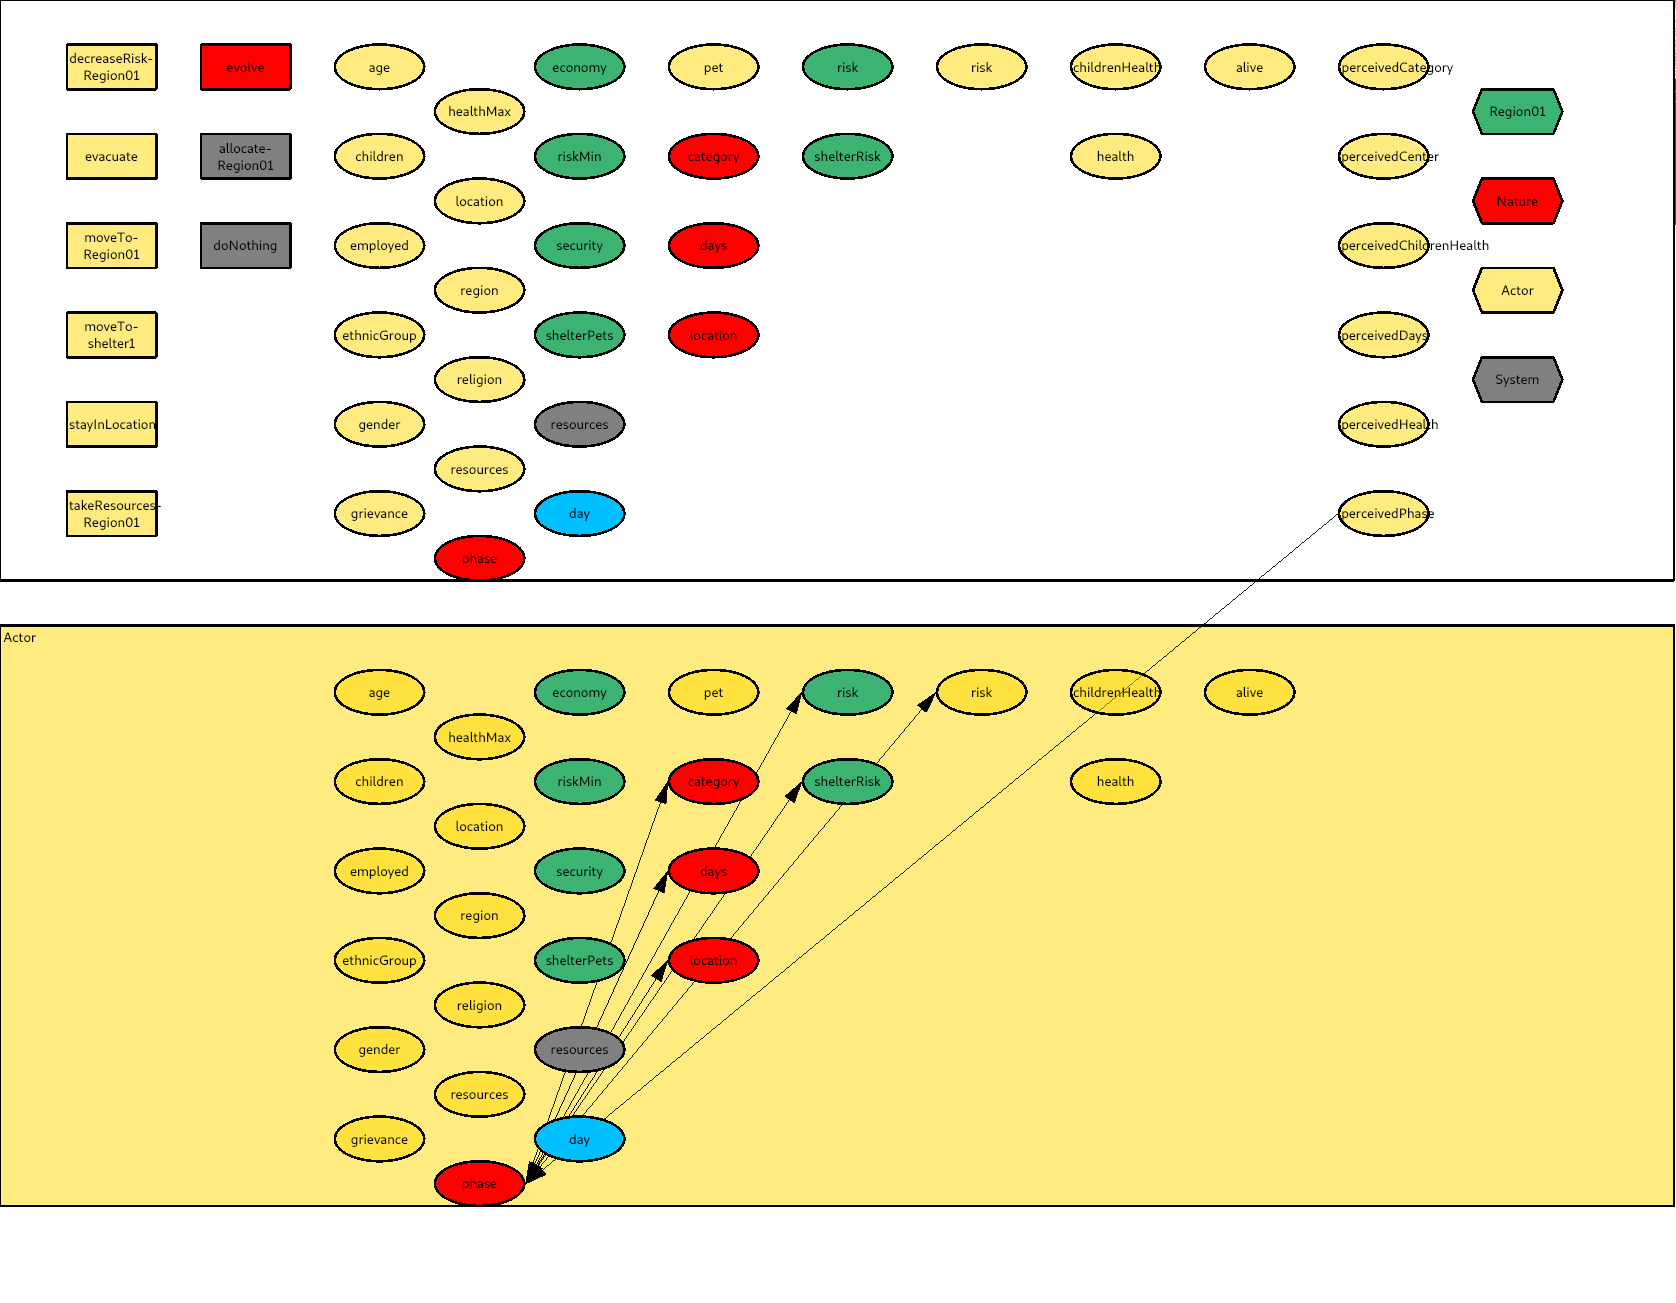 decreaseRisk-
Region01
evolve
age
economy
pet
risk
risk
childrenHealth
alive
perceivedCategory
healthMax
Region01
evacuate
allocate-
Region01
children
riskMin
category
shelterRisk
health
perceivedCenter
location
Nature
moveTo-
Region01
doNothing
employed
security
days
perceivedChildrenHealth
region
Actor
moveTo-
shelter1
ethnicGroup
shelterPets
location
perceivedDays
religion
System
stayInLocation
gender
resources
perceivedHealth
resources
takeResources-
Region01
grievance
day
perceivedPhase
phase
Actor
age
economy
pet
risk
risk
childrenHealth
alive
healthMax
children
riskMin
category
shelterRisk
health
location
employed
security
days
region
ethnicGroup
shelterPets
location
religion
gender
resources
resources
grievance
day
phase